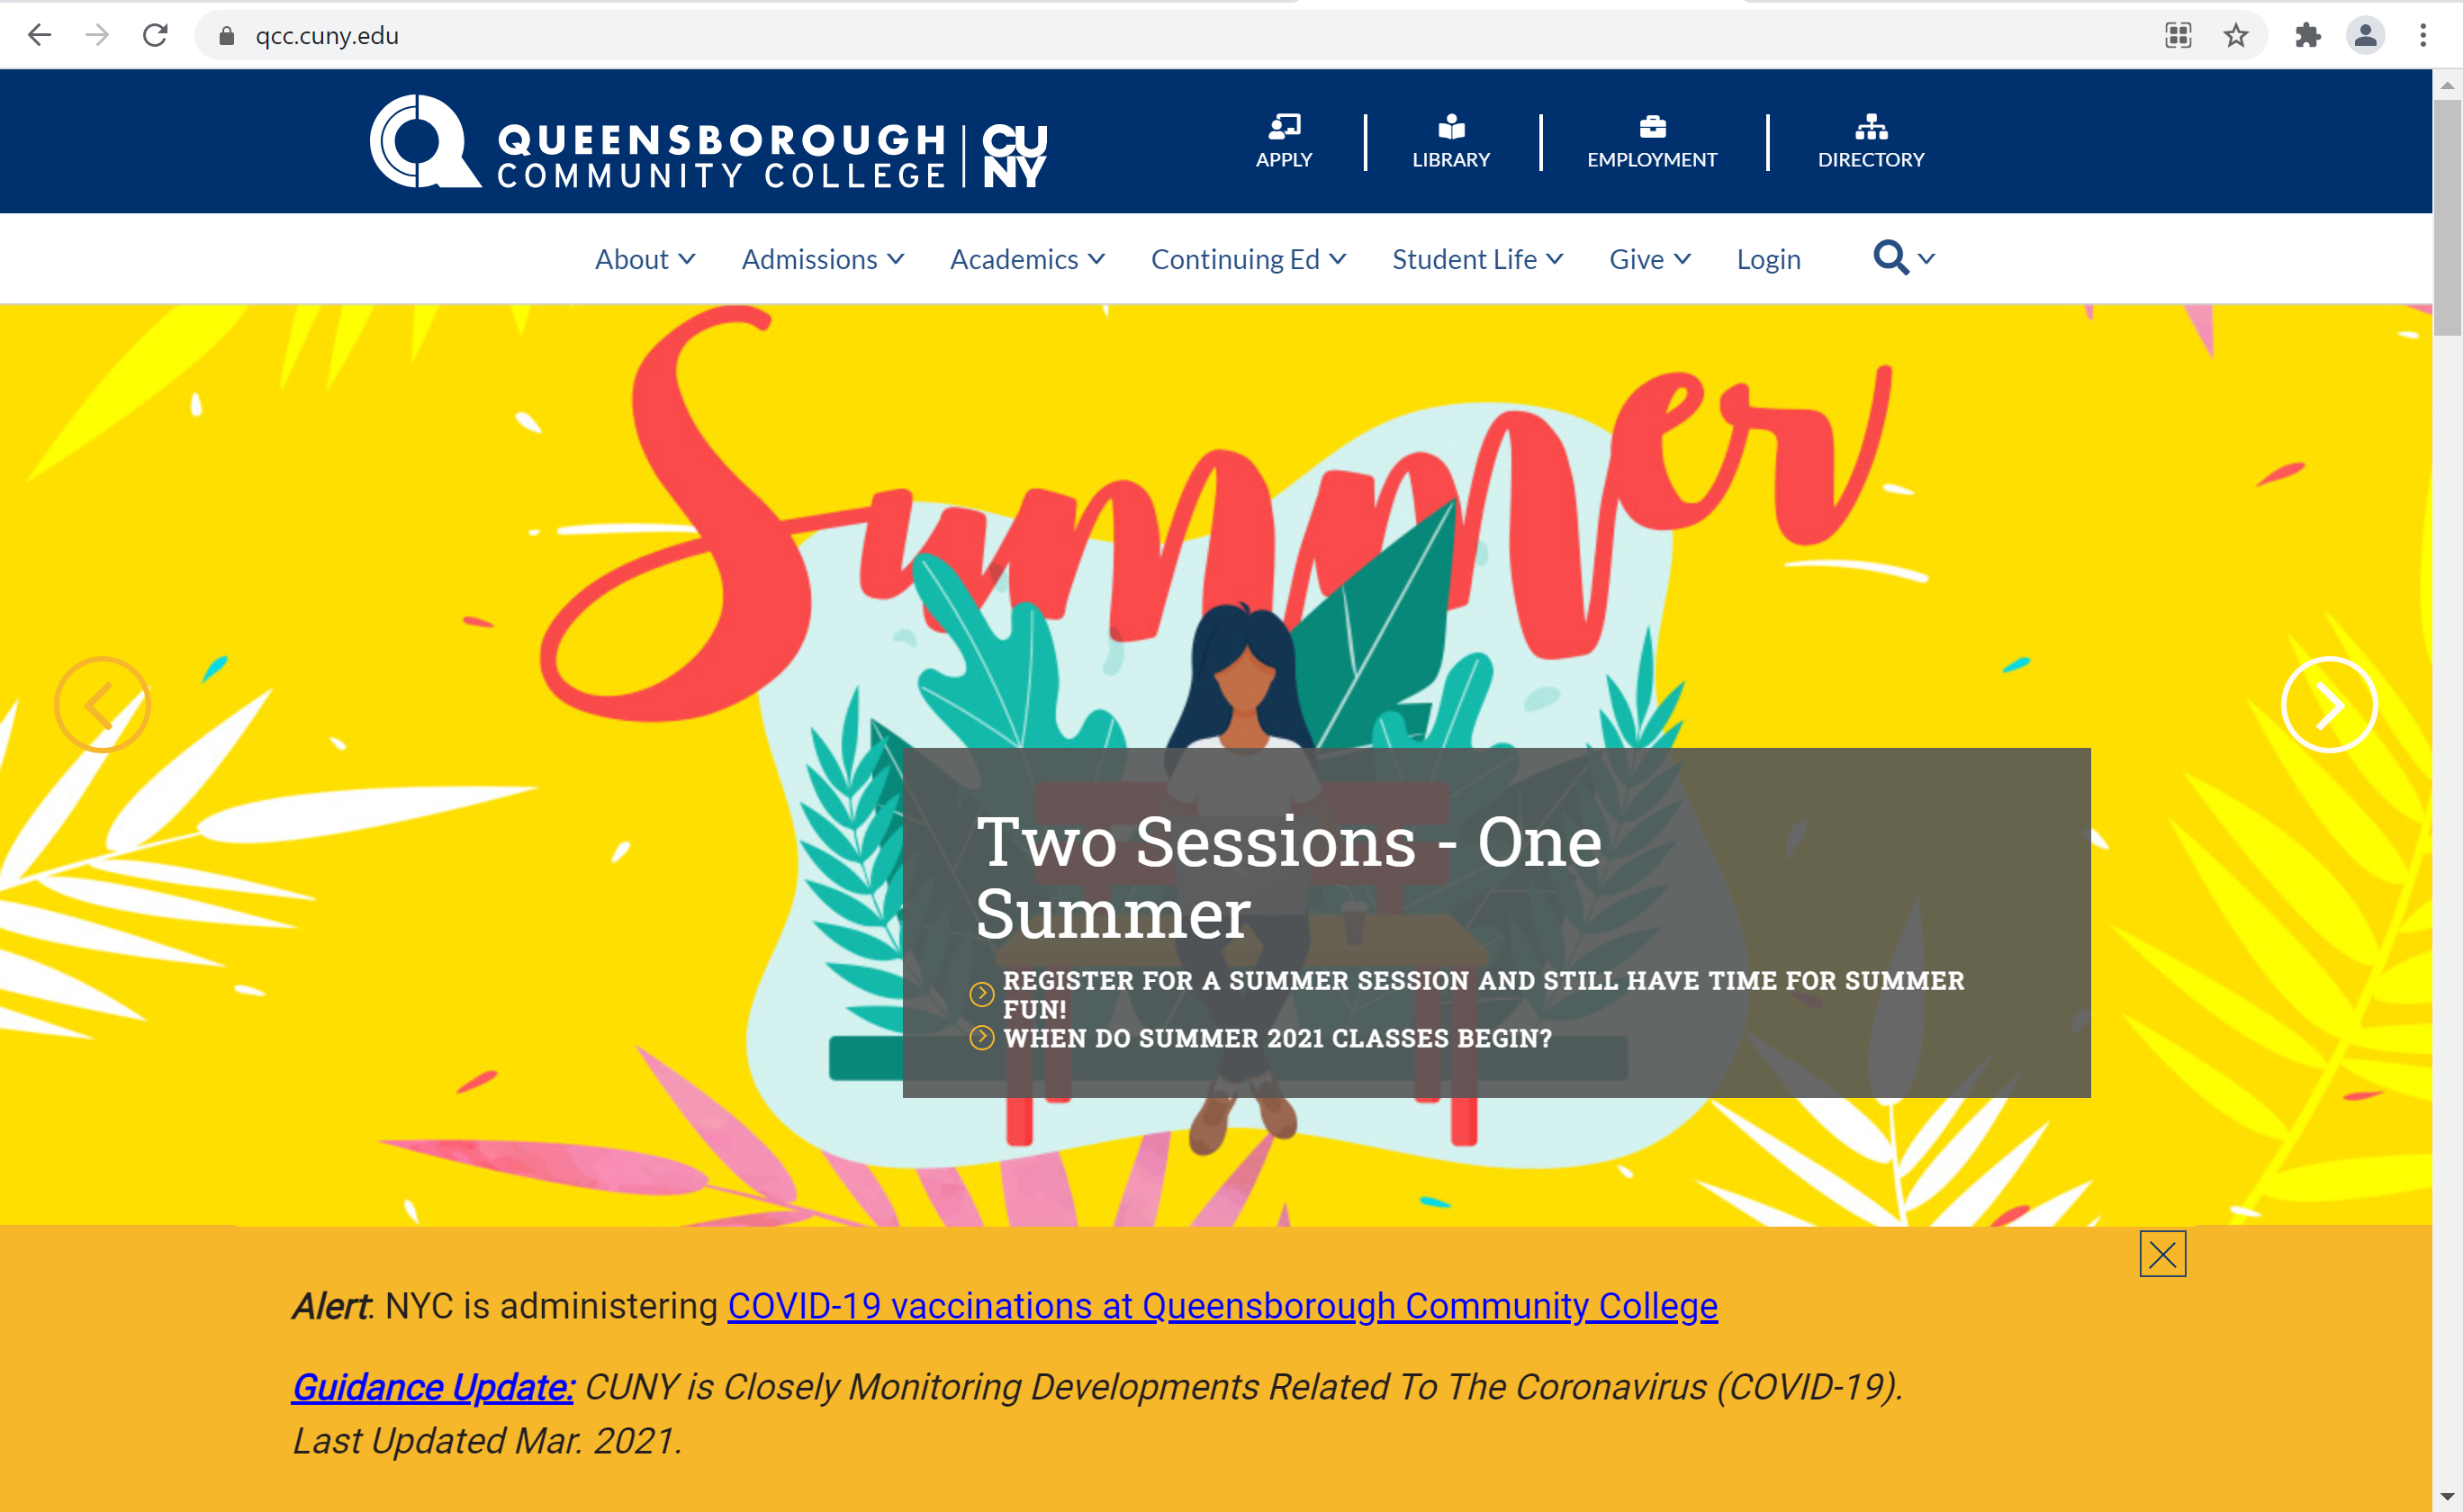 qcc.cuny.edu
QUEENSBOROUGH
COMMUNITY COLLEGE
CU
NY
APPLY
LIBRARY
EMPLOYMENT
DIRECTORY
About
Admissions
Academics
Continuing Ed
Student Life
Give
Login
Summer
Two Sessions - One
Summer
REGISTER FOR A SUMMER SESSION AND STILL HAVE TIME FOR SUMMER
FUN!
WHEN DO SUMMER 2021 CLASSES BEGIN?
Alert: NYC is administering COVID-19 vaccinations at Queensborough Community College
Guidance Update: CUNY is Closely Monitoring Developments Related To The Coronavirus (COVID-19).
Last Updated Mar. 2021.